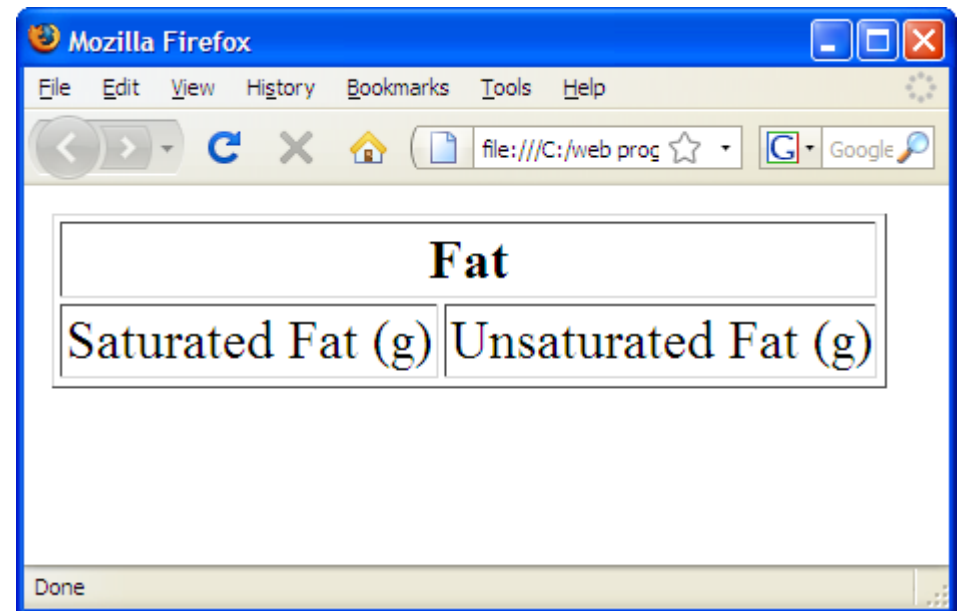 Mozilla Firefox
File Edit View History Bookmarks Tools Help
file:///C:/web prog G Google
Fat
Saturated Fat (g) Unsaturated Fat (g)
Done